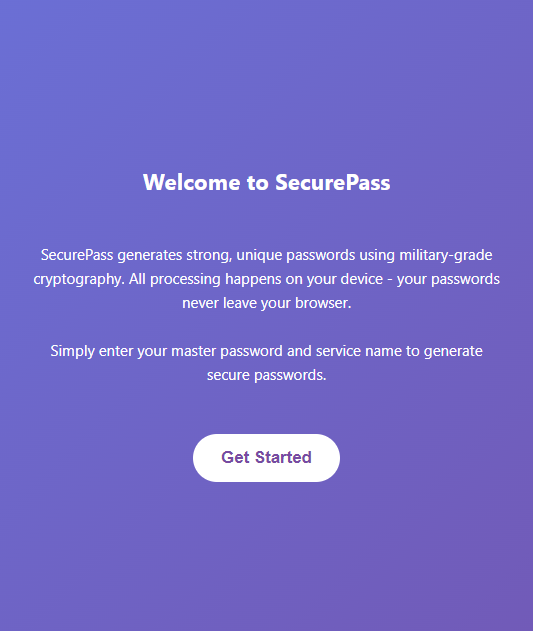 Welcome to SecurePass
SecurePass generates strong, unique passwords using military-grade
cryptography. All processing happens on your device - your passwords
never leave your browser.
Simply enter your master password and service name to generate
secure passwords.
Get Started